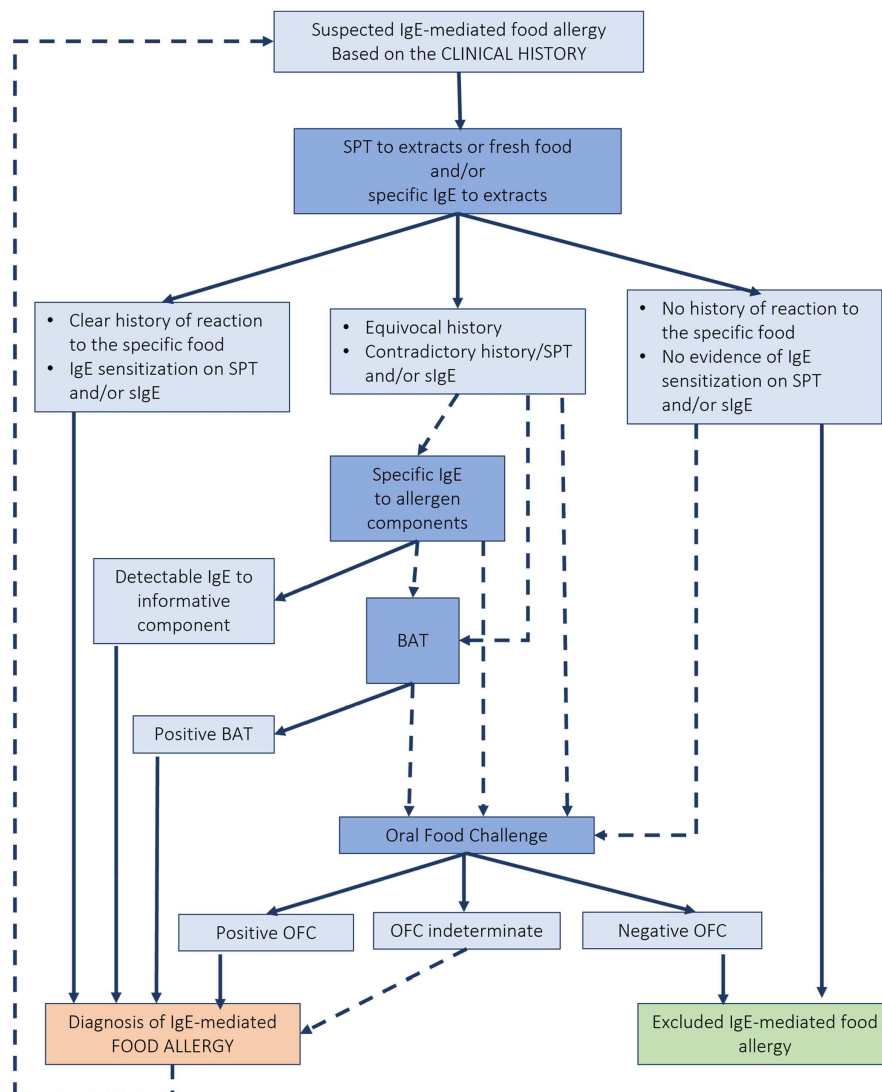 Suspected IgE-mediated food allergy
Based on the CLINICAL HISTORY
SPT to extracts or fresh food
and/or
specific IgE to extracts
• Clear history of reaction
to the specific food
• IgE sensitization on SPT
and/or sIgE
• Equivocal history
• Contradictory history/SPT
and/or sIgE
• No history of reaction to
the specific food
• No evidence of IgE
sensitization on SPT
and/or sIgE
Specific IgE
to allergen
components
Detectable IgE to
informative
component
BAT
Positive BAT
Oral Food Challenge
Positive OFC
OFC indeterminate
Negative OFC
Diagnosis of IgE-mediated
FOOD ALLERGY
Excluded IgE-mediated food
allergy